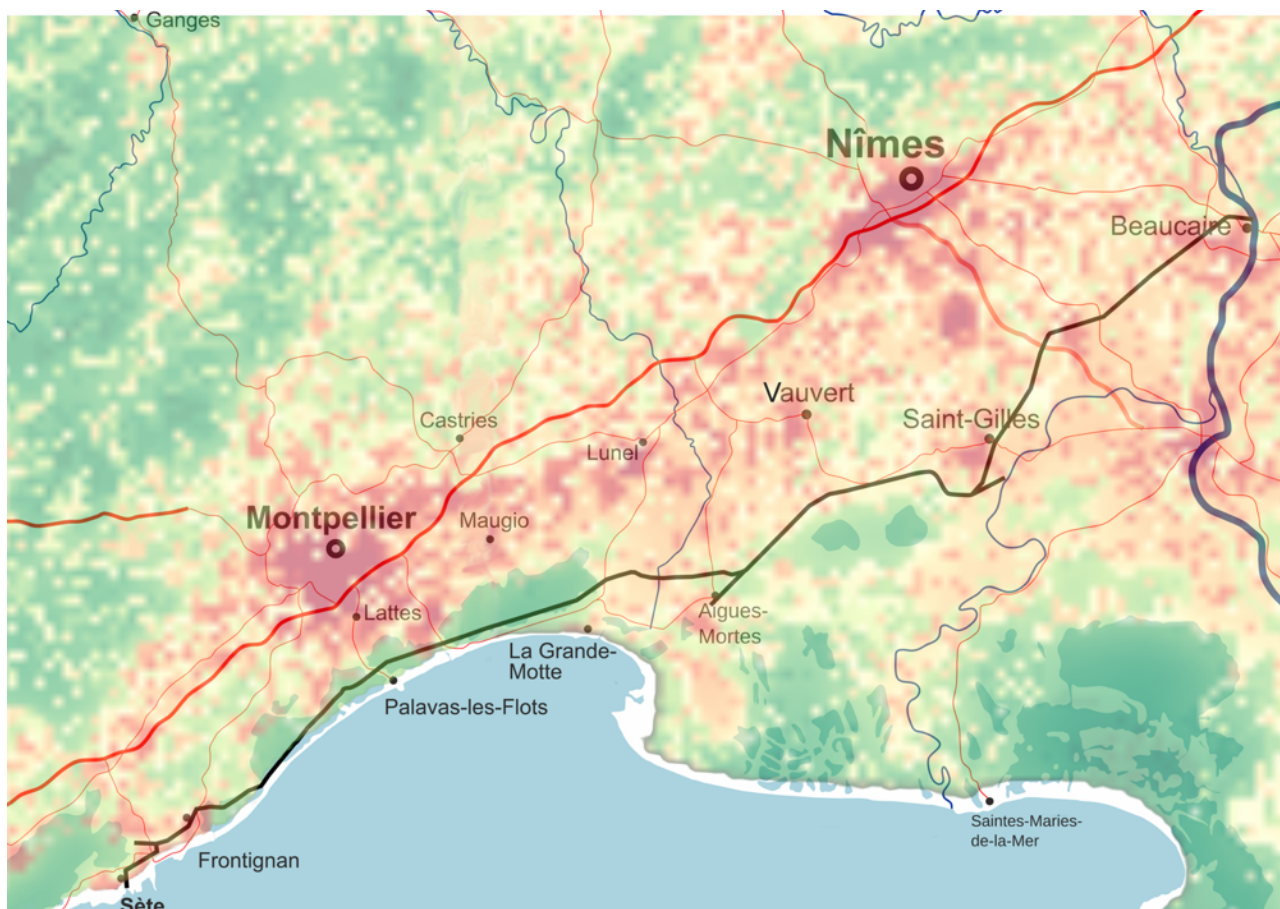 Ganges
Nîmes
Beaucaire
Vauvert
Castries
Saint-Gilles
Lunel
Montpellier
Maugio
Lattes
Aigues-
Mortes
La Grande-
Motte
Palavas-les-Flots
Saintes-Maries-
de-la-Mer
Frontignan
Sète